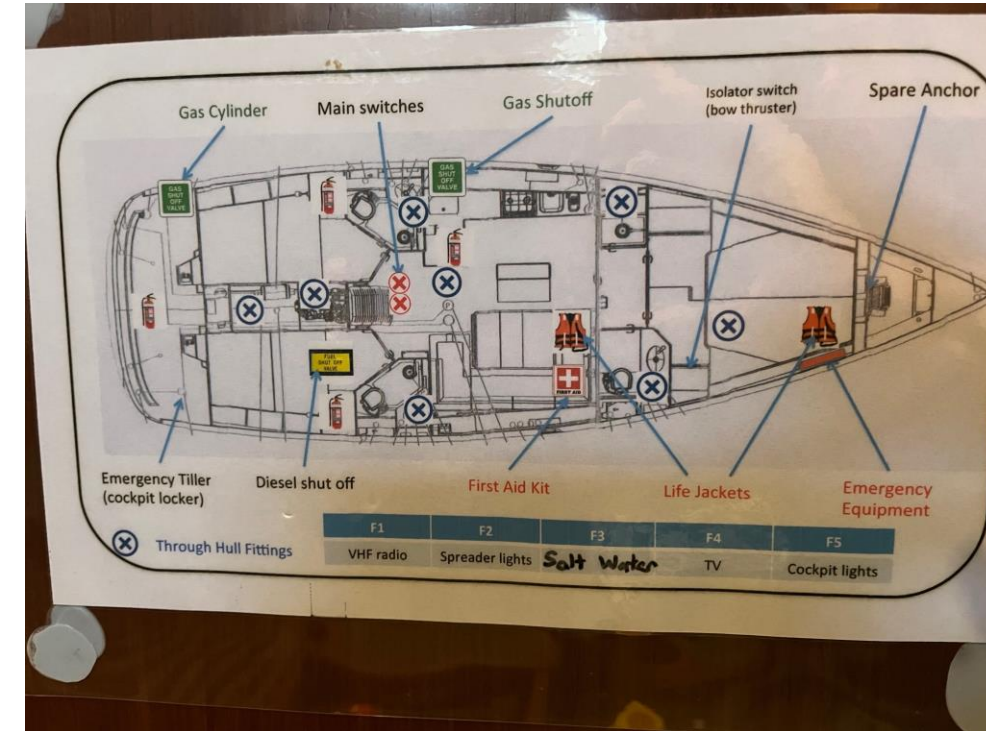 Gas Cylinder
Main switches
Gas Shutoff
Isolator switch
(bow thruster)
Spare Anchor
GAS
SHUT
OFF
VALVE
GAS
SHUT
OFF
VALVE
FUEL
SHUT OFF
VALVE
FIRST AID
Emergency Tiller
(cockpit locker)
Diesel shut off
First Aid Kit
Life Jackets
Emergency
Equipment
Through Hull Fittings
F1 F2 F3 F4 F5
VHF radio Spreader lights Salt Water TV Cockpit lights